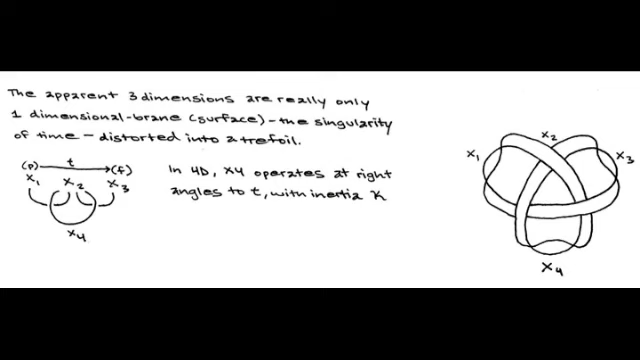 The apparent 3 dimensions are really only
1 dimensional-brane (surface) - the singularity
of time - distorted into a trefoil.
(p) t (f)
x1 x2 x3
x4
In 4D, x4 operates at right
angles to t, with inertia K
x2
x1 x3
x4